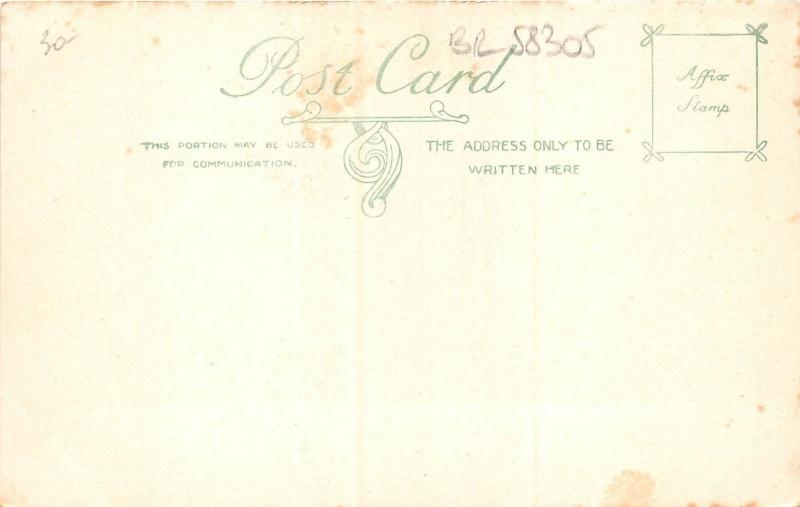 30-
BR 58305
Post Card
Affix
Stamp
THIS PORTION MAY BE USED
FOR COMMUNICATION.
THE ADDRESS ONLY TO BE
WRITTEN HERE